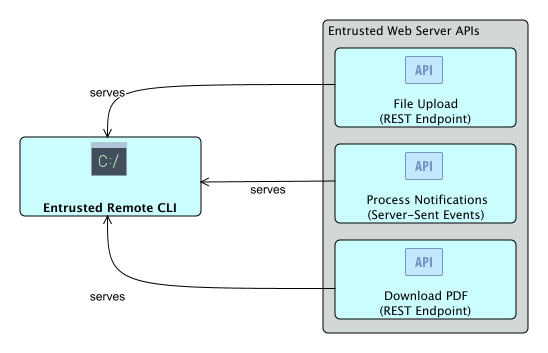 Entrusted Web Server APIs
API
File Upload
(REST Endpoint)
serves
C:/
Entrusted Remote CLI
API
Process Notifications
(Server-Sent Events)
serves
API
Download PDF
(REST Endpoint)
serves